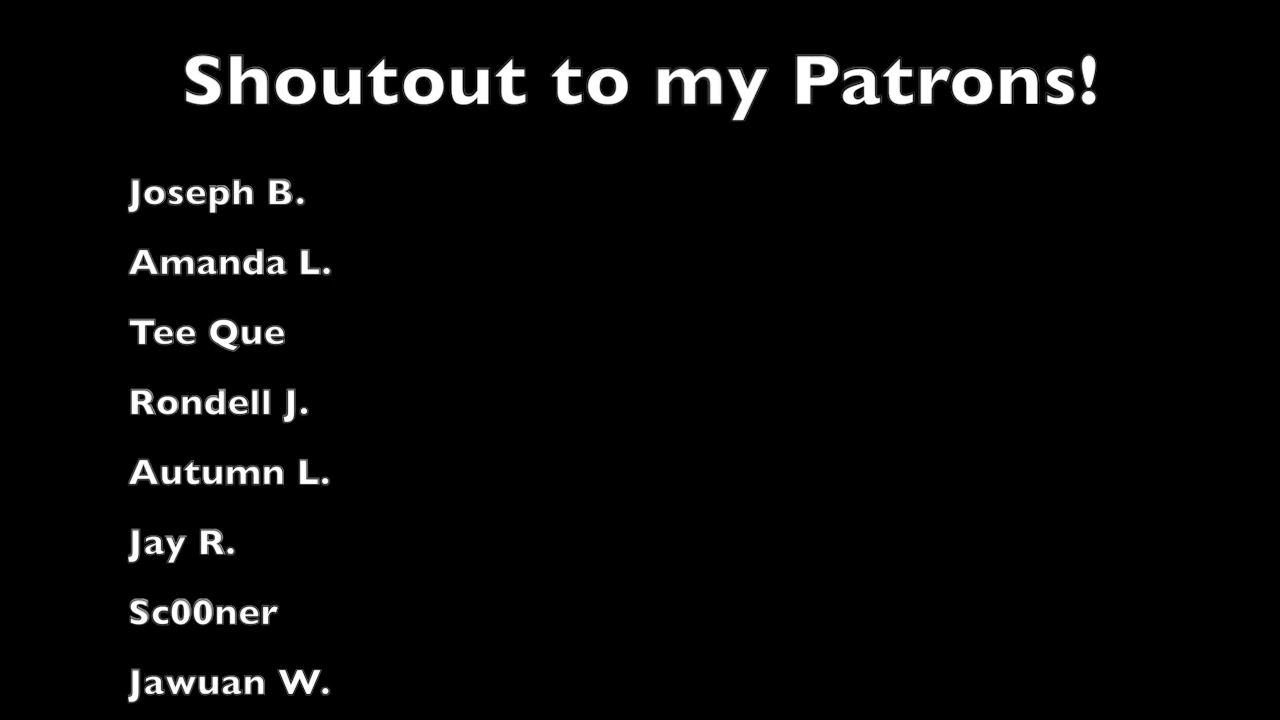 Shoutout to my Patrons!
Joseph B.
Amanda L.
Tee Que
Rondell J.
Autumn L.
Jay R.
Sc00ner
Jawuan W.